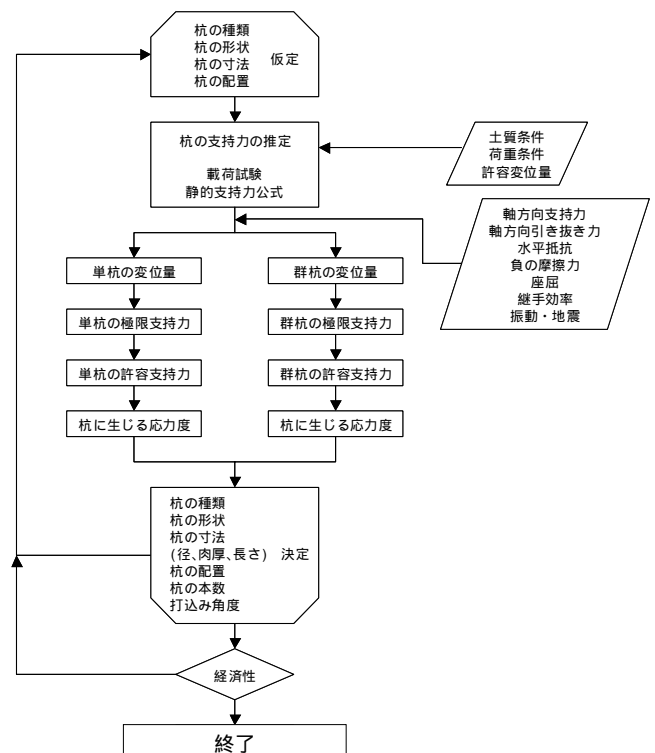 杭の種類
杭の形状
杭の寸法
杭の配置
仮定
杭の支持力の推定
載荷試験
静的支持力公式
土質条件
荷重条件
許容変位量
軸方向支持力
軸方向引き抜き力
水平抵抗
負の摩擦力
座屈
継手効率
振動・地震
単杭の変位量
単杭の極限支持力
単杭の許容支持力
杭に生じる応力度
群杭の変位量
群杭の極限支持力
群杭の許容支持力
杭に生じる応力度
杭の種類
杭の形状
杭の寸法
(径、肉厚、長さ) 決定
杭の配置
杭の本数
打込み角度
経済性
終了